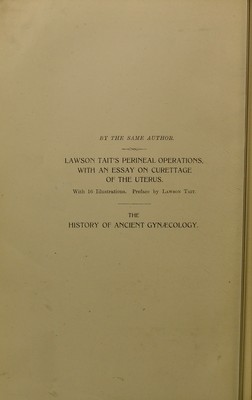 BY THE SAME AUTHOR.
LAWSON TAIT'S PERINEAL OPERATIONS,
WITH AN ESSAY ON CURETTAGE
OF THE UTERUS.
With 16 Illustrations. Preface by LAWSON TAIT.
THE
HISTORY OF ANCIENT GYNÆCOLOGY.